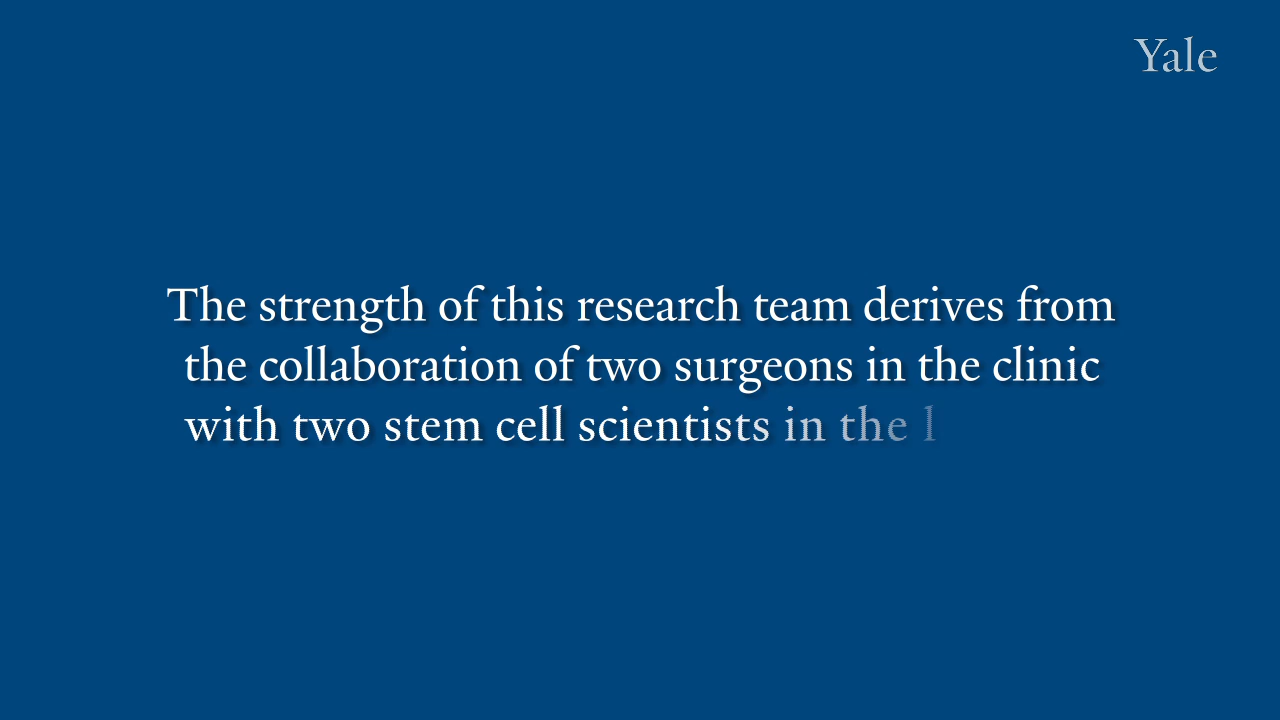 Yale
The strength of this research team derives from
the collaboration of two surgeons in the clinic
with two stem cell scientists in the l